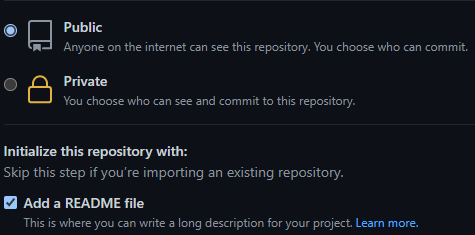 Public
Anyone on the internet can see this repository. You choose who can commit.
Private
You choose who can see and commit to this repository.
Initialize this repository with:
Skip this step if you're importing an existing repository.
Add a README file
This is where you can write a long description for your project. Learn more.